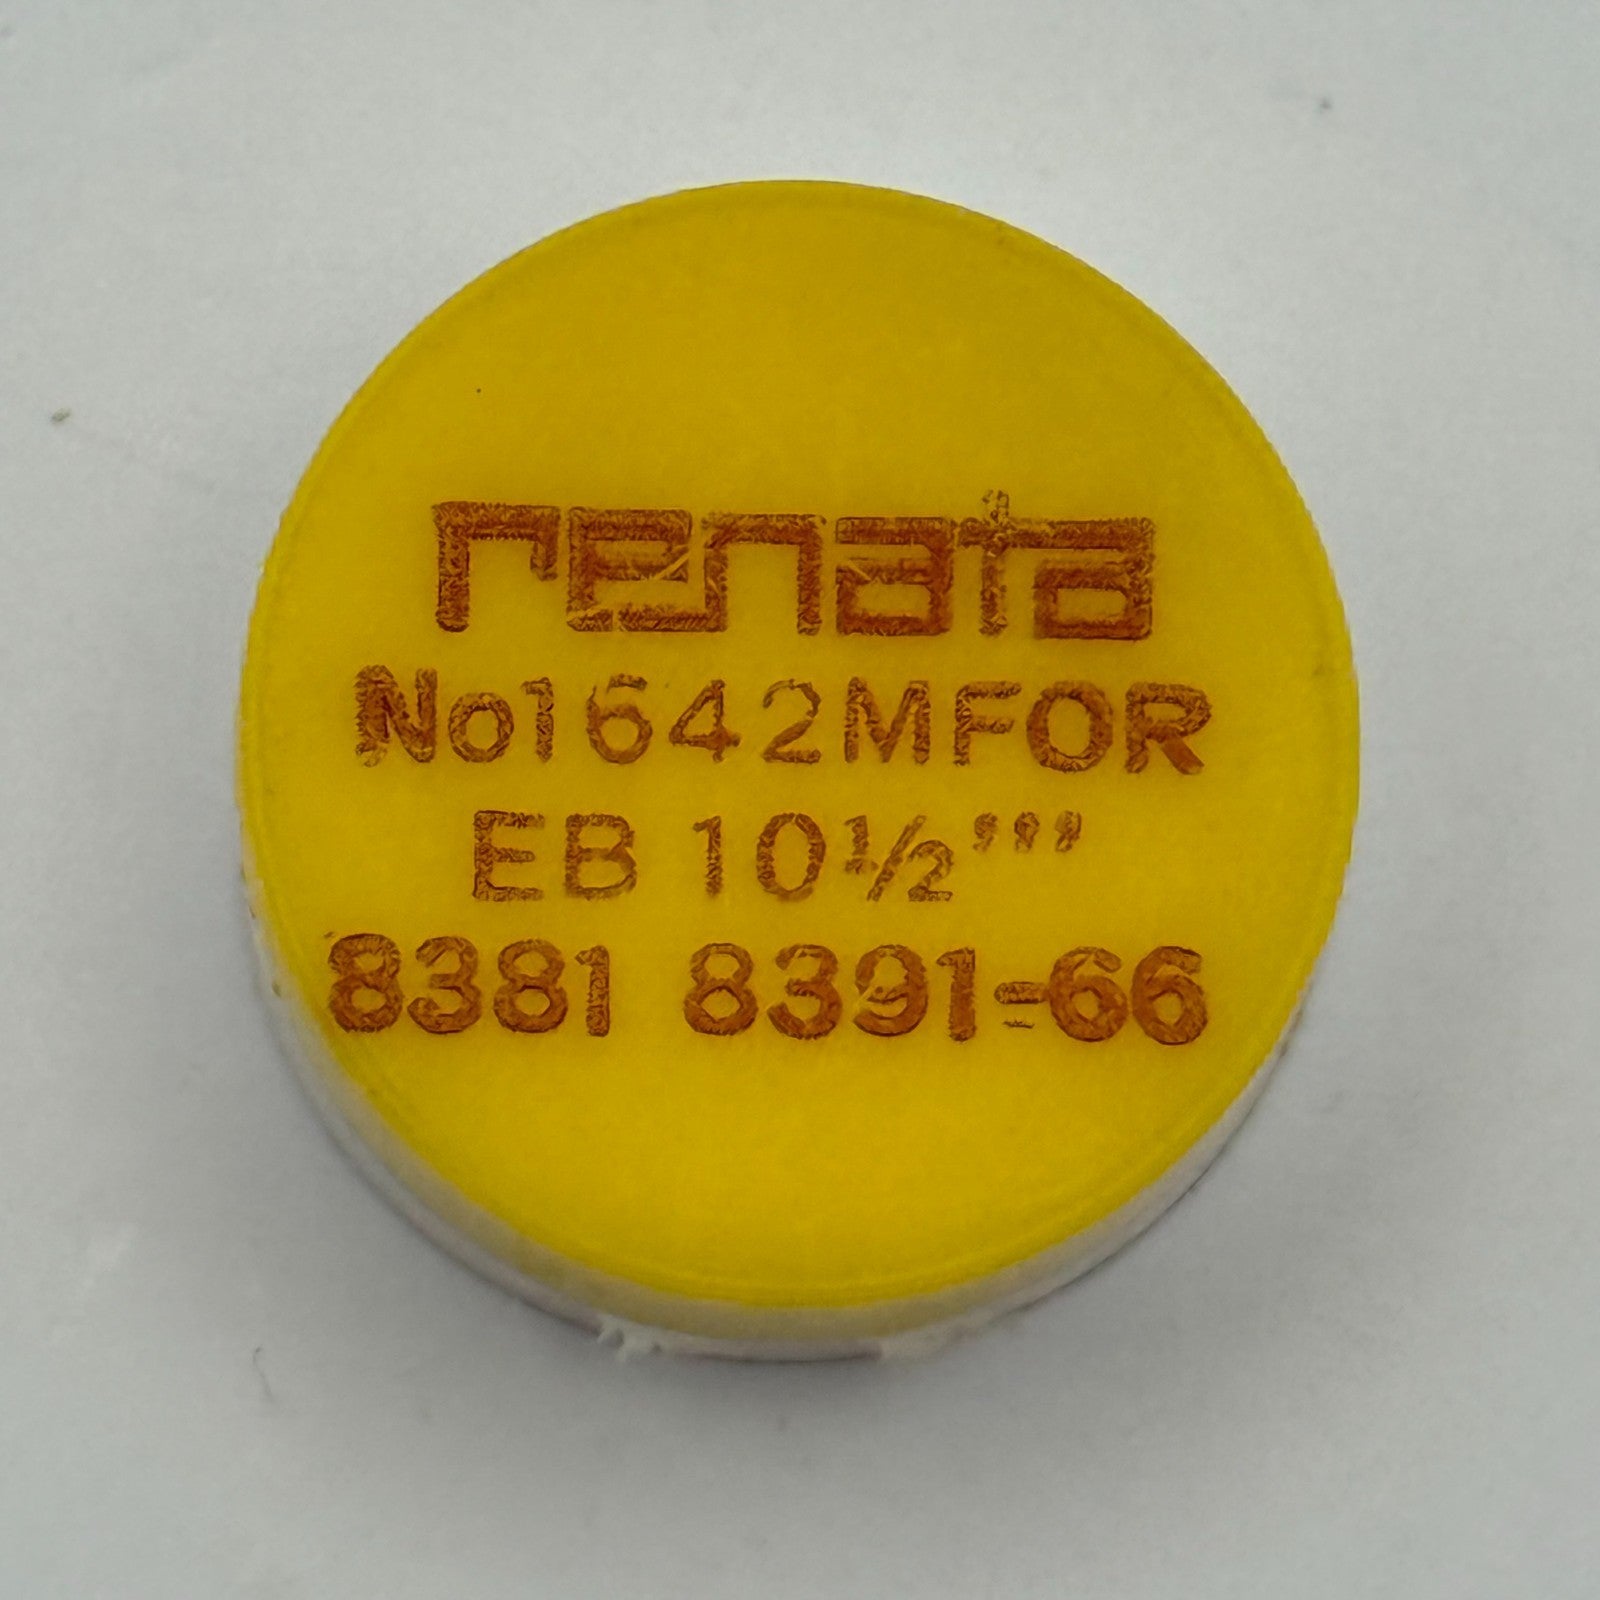 renata
No1642MFOR
EB 10½'''
8381 8391-66